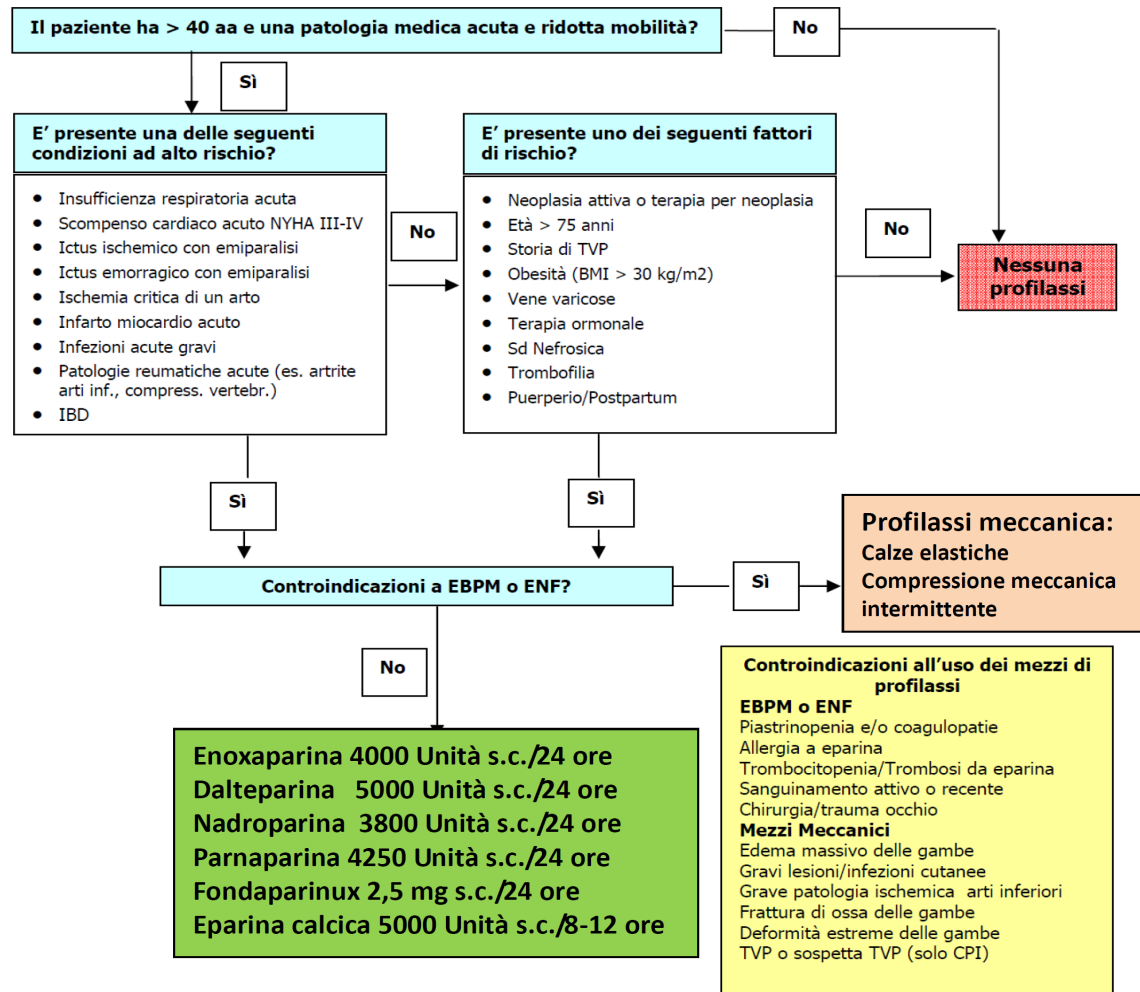 Il paziente ha > 40 aa e una patologia medica acuta e ridotta mobilità?
No
Sì
E' presente una delle seguenti
condizioni ad alto rischio?
• Insufficienza respiratoria acuta
• Scompenso cardiaco acuto NYHA III-IV
• Ictus ischemico con emiparalisi
• Ictus emorragico con emiparalisi
• Ischemia critica di un arto
• Infarto miocardio acuto
• Infezioni acute gravi
• Patologie reumatiche acute (es. artrite
arti inf., compress. vertebr.)
• IBD
No
E' presente uno dei seguenti fattori
di rischio?
• Neoplasia attiva o terapia per neoplasia
• Età > 75 anni
• Storia di TVP
• Obesità (BMI > 30 kg/m2)
• Vene varicose
• Terapia ormonale
• Sd Nefrosica
• Trombofilia
• Puerperio/Postpartum
No
Nessuna
profilassi
Sì
Sì
Controindicazioni a EBPM o ENF?
Sì
Profilassi meccanica:
Calze elastiche
Compressione meccanica
intermittente
No
Enoxaparina 4000 Unità s.c./24 ore
Dalteparina 5000 Unità s.c./24 ore
Nadroparina 3800 Unità s.c./24 ore
Parnaparina 4250 Unità s.c./24 ore
Fondaparinux 2,5 mg s.c./24 ore
Eparina calcica 5000 Unità s.c./8-12 ore
Controindicazioni all'uso dei mezzi di
profilassi
EBPM o ENF
Piastrinopenia e/o coagulopatie
Allergia a eparina
Trombocitopenia/Trombosi da eparina
Sanguinamento attivo o recente
Chirurgia/trauma occhio
Mezzi Meccanici
Edema massivo delle gambe
Gravi lesioni/infezioni cutanee
Grave patologia ischemica arti inferiori
Frattura di ossa delle gambe
Deformità estreme delle gambe
TVP o sospetta TVP (solo CPI)